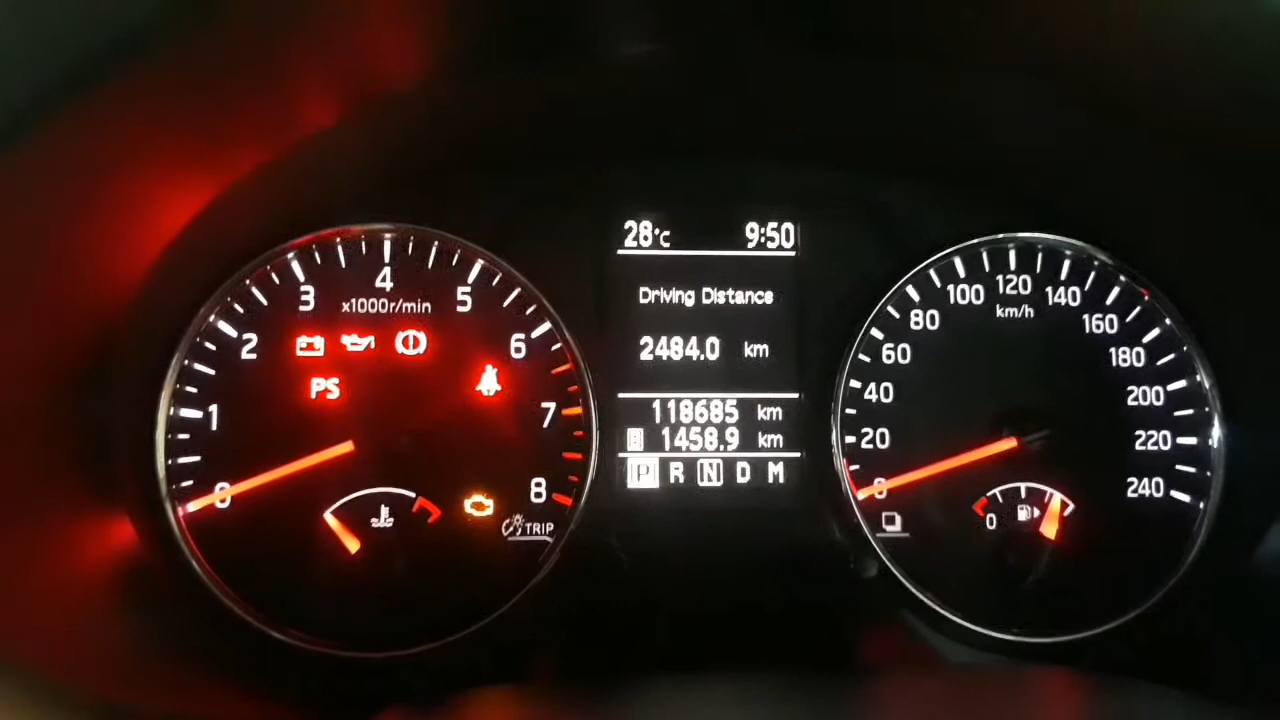 28°C 9:50
Driving Distance
2484.0 km
118685 km
B 1458.9 km
P R N D M
0 1 2 3 4 5 6 7 8
x1000r/min
PS
TRIP
0 20 40 60 80 100 120 140 160 180 200 220 240
km/h
0